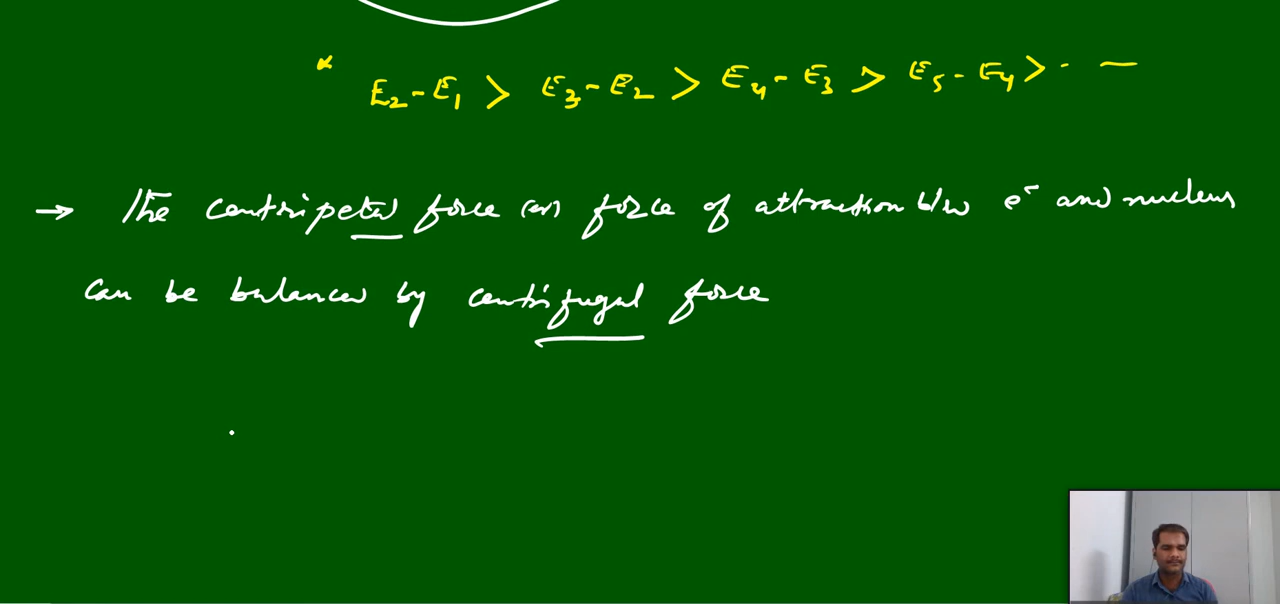 * E₂-E₁ > E₃-E₂ > E₄-E₃ > E₅-E₄ > - —
→ The centripetal force (or) force of attraction b/w e⁻ and nucleus
can be balanced by centrifugal force